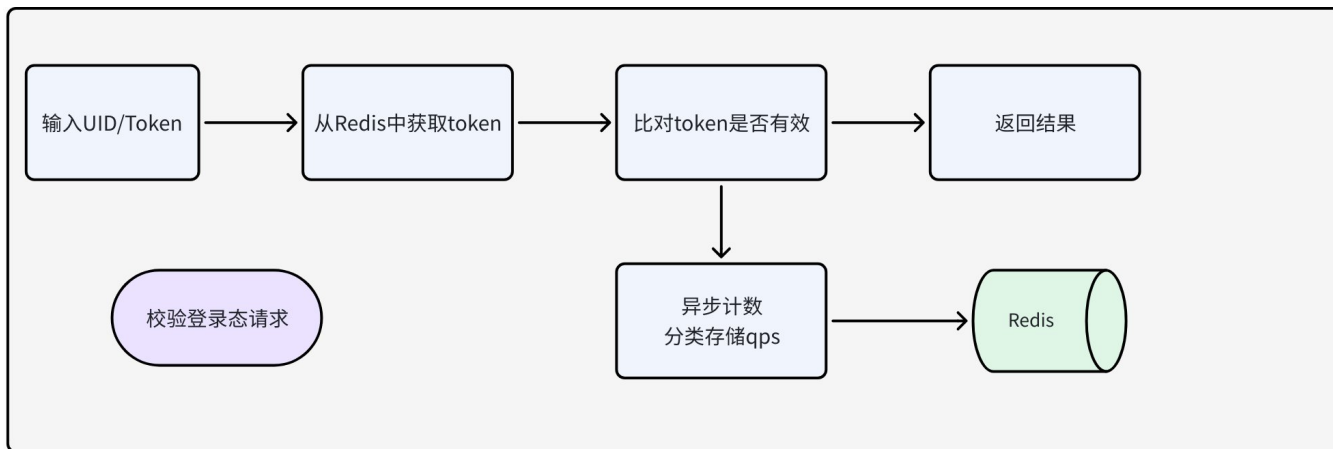 输入UID/Token
从Redis中获取token
比对token是否有效
返回结果
校验登录态请求
异步计数
分类存储qps
Redis